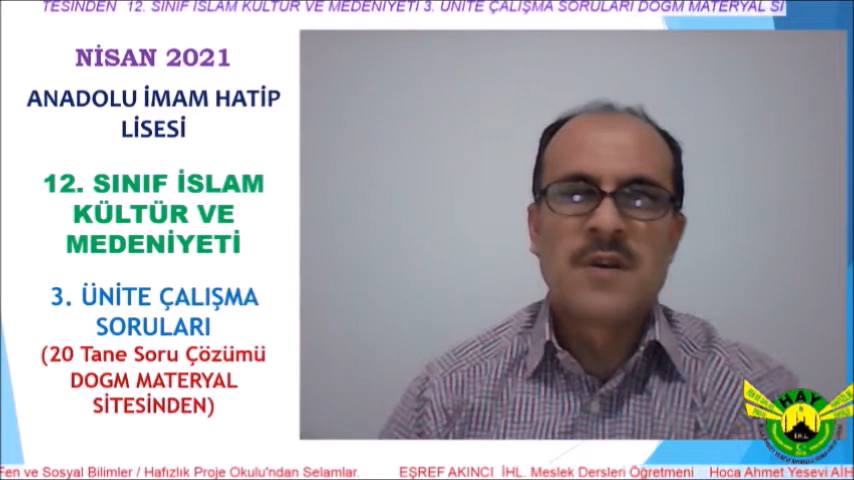 TESİNDEN 12. SINIF İSLAM KÜLTÜR VE MEDENİYETİ 3. ÜNİTE ÇALIŞMA SORULARI DOGM MATERYAL Sİ
NİSAN 2021
ANADOLU İMAM HATİP
LİSESİ
12. SINIF İSLAM
KÜLTÜR VE
MEDENİYETİ
3. ÜNİTE ÇALIŞMA
SORULARI
(20 Tane Soru Çözümü
DOGM MATERYAL
SİTESİNDEN)
HAY
İ.H.L.
Fen ve Sosyal Bilimler / Hafızlık Proje Okulu'ndan Selamlar. EŞREF AKINCI İHL. Meslek Dersleri Öğretmeni Hoca Ahmet Yesevi AİH